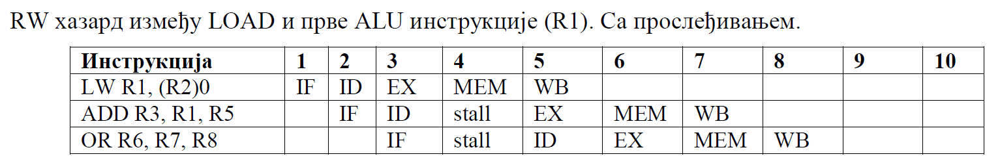 RW хазард између LOAD и прве ALU инструкције (R1). Са прослеђивањем.
Инструкција 1 2 3 4 5 6 7 8 9 10
LW R1, (R2)0 IF ID EX MEM WB
ADD R3, R1, R5 IF ID stall EX MEM WB
OR R6, R7, R8 IF stall ID EX MEM WB